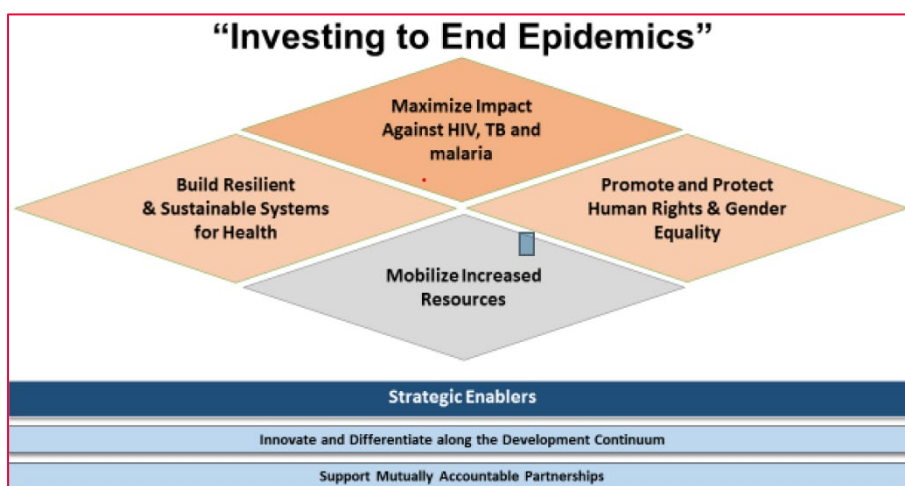 “Investing to End Epidemics”
Maximize Impact
Against HIV, TB and
malaria
Build Resilient
& Sustainable Systems
for Health
Promote and Protect
Human Rights & Gender
Equality
Mobilize Increased
Resources
Strategic Enablers
Innovate and Differentiate along the Development Continuum
Support Mutually Accountable Partnerships